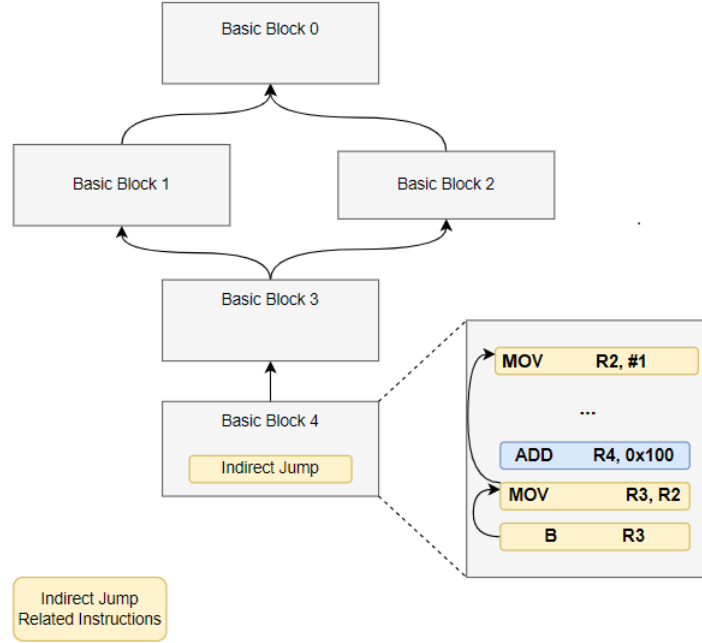 Basic Block 0
Basic Block 1
Basic Block 2
Basic Block 3
Basic Block 4
Indirect Jump
MOV R2, #1
...
ADD R4, 0x100
MOV R3, R2
B R3
Indirect Jump
Related Instructions